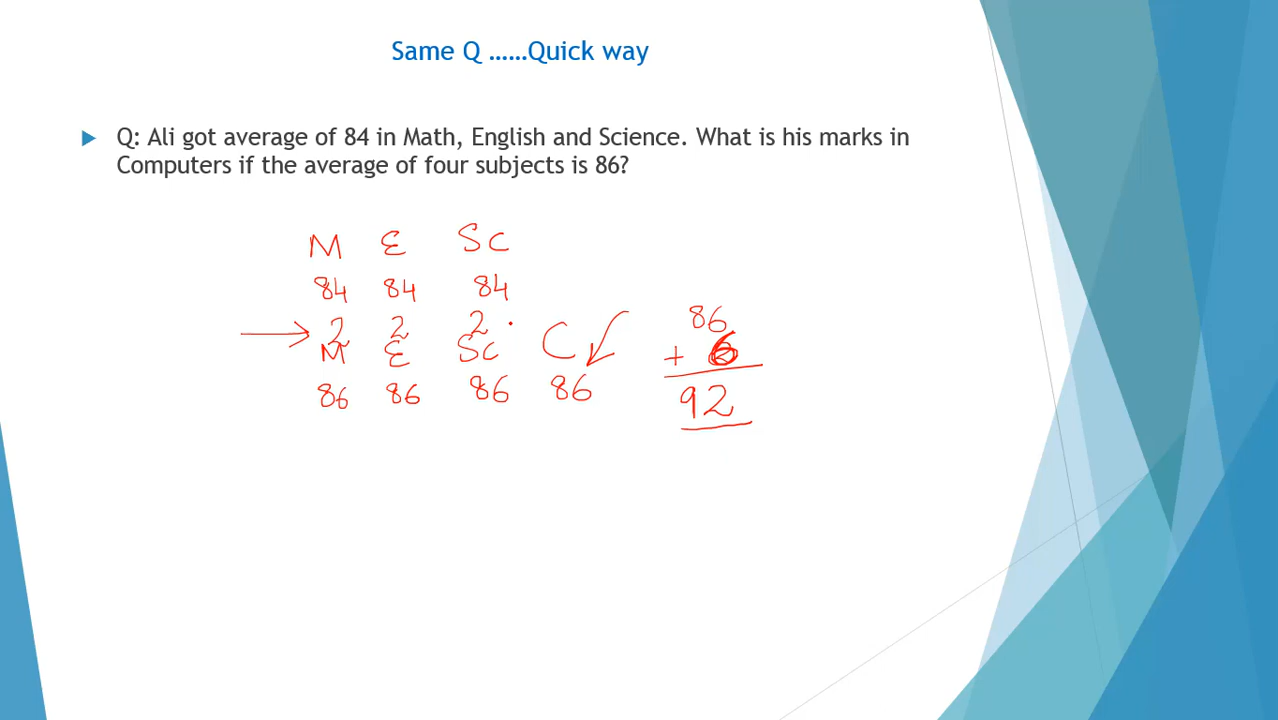 Same Q ……Quick way
Q: Ali got average of 84 in Math, English and Science. What is his marks in
Computers if the average of four subjects is 86?
M E SC
84 84 84
2 2 2
M E SC C
86 86 86 86
86
+ 6
92